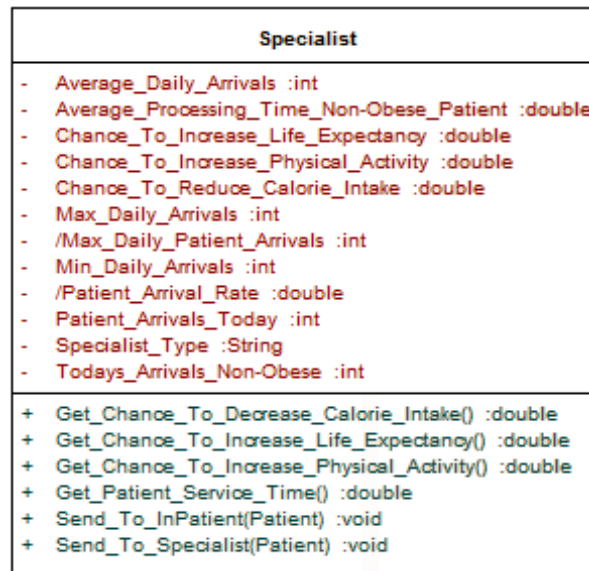 Specialist
- Average_Daily_Arrivals :int
- Average_Processing_Time_Non-Obese_Patient :double
- Chance_To_Increase_Life_Expectancy :double
- Chance_To_Increase_Physical_Activity :double
- Chance_To_Reduce_Calorie_Intake :double
- Max_Daily_Arrivals :int
- /Max_Daily_Patient_Arrivals :int
- Min_Daily_Arrivals :int
- /Patient_Arrival_Rate :double
- Patient_Arrivals_Today :int
- Specialist_Type :String
- Todays_Arrivals_Non-Obese :int
+ Get_Chance_To_Decrease_Calorie_Intake() :double
+ Get_Chance_To_Increase_Life_Expectancy() :double
+ Get_Chance_To_Increase_Physical_Activity() :double
+ Get_Patient_Service_Time() :double
+ Send_To_InPatient(Patient) :void
+ Send_To_Specialist(Patient) :void